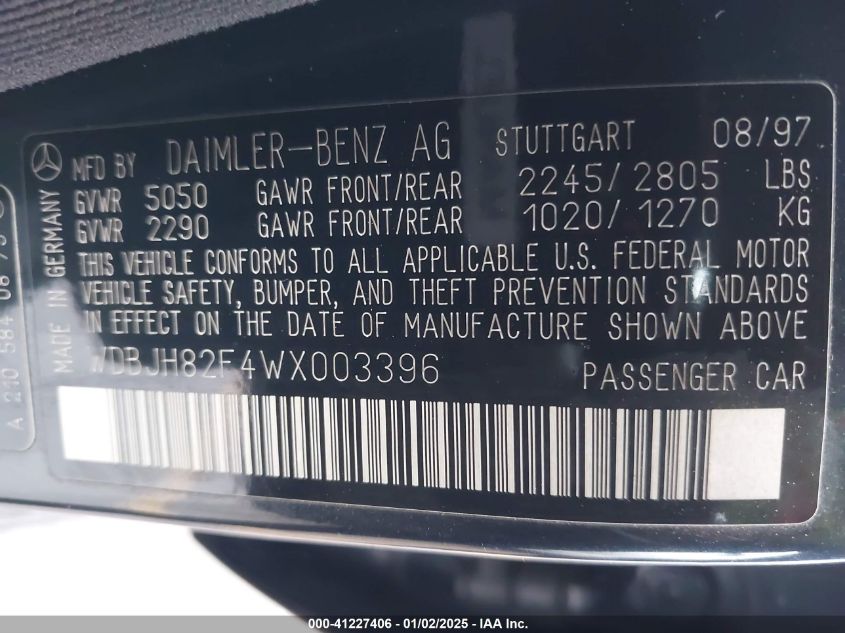 MFD BY DAIMLER-BENZ AG STUTTGART 08/97
GVWR 5050 GAWR FRONT/REAR 2245/2805 LBS
GVWR 2290 GAWR FRONT/REAR 1020/1270 KG
THIS VEHICLE CONFORMS TO ALL APPLICABLE U.S. FEDERAL MOTOR
VEHICLE SAFETY, BUMPER, AND THEFT PREVENTION STANDARDS
IN EFFECT ON THE DATE OF MANUFACTURE SHOWN ABOVE
WDBJH82F4WX003396 PASSENGER CAR
MADE IN GERMANY
A 210 584 08
000-41227406 - 01/02/2025 - IAA Inc.